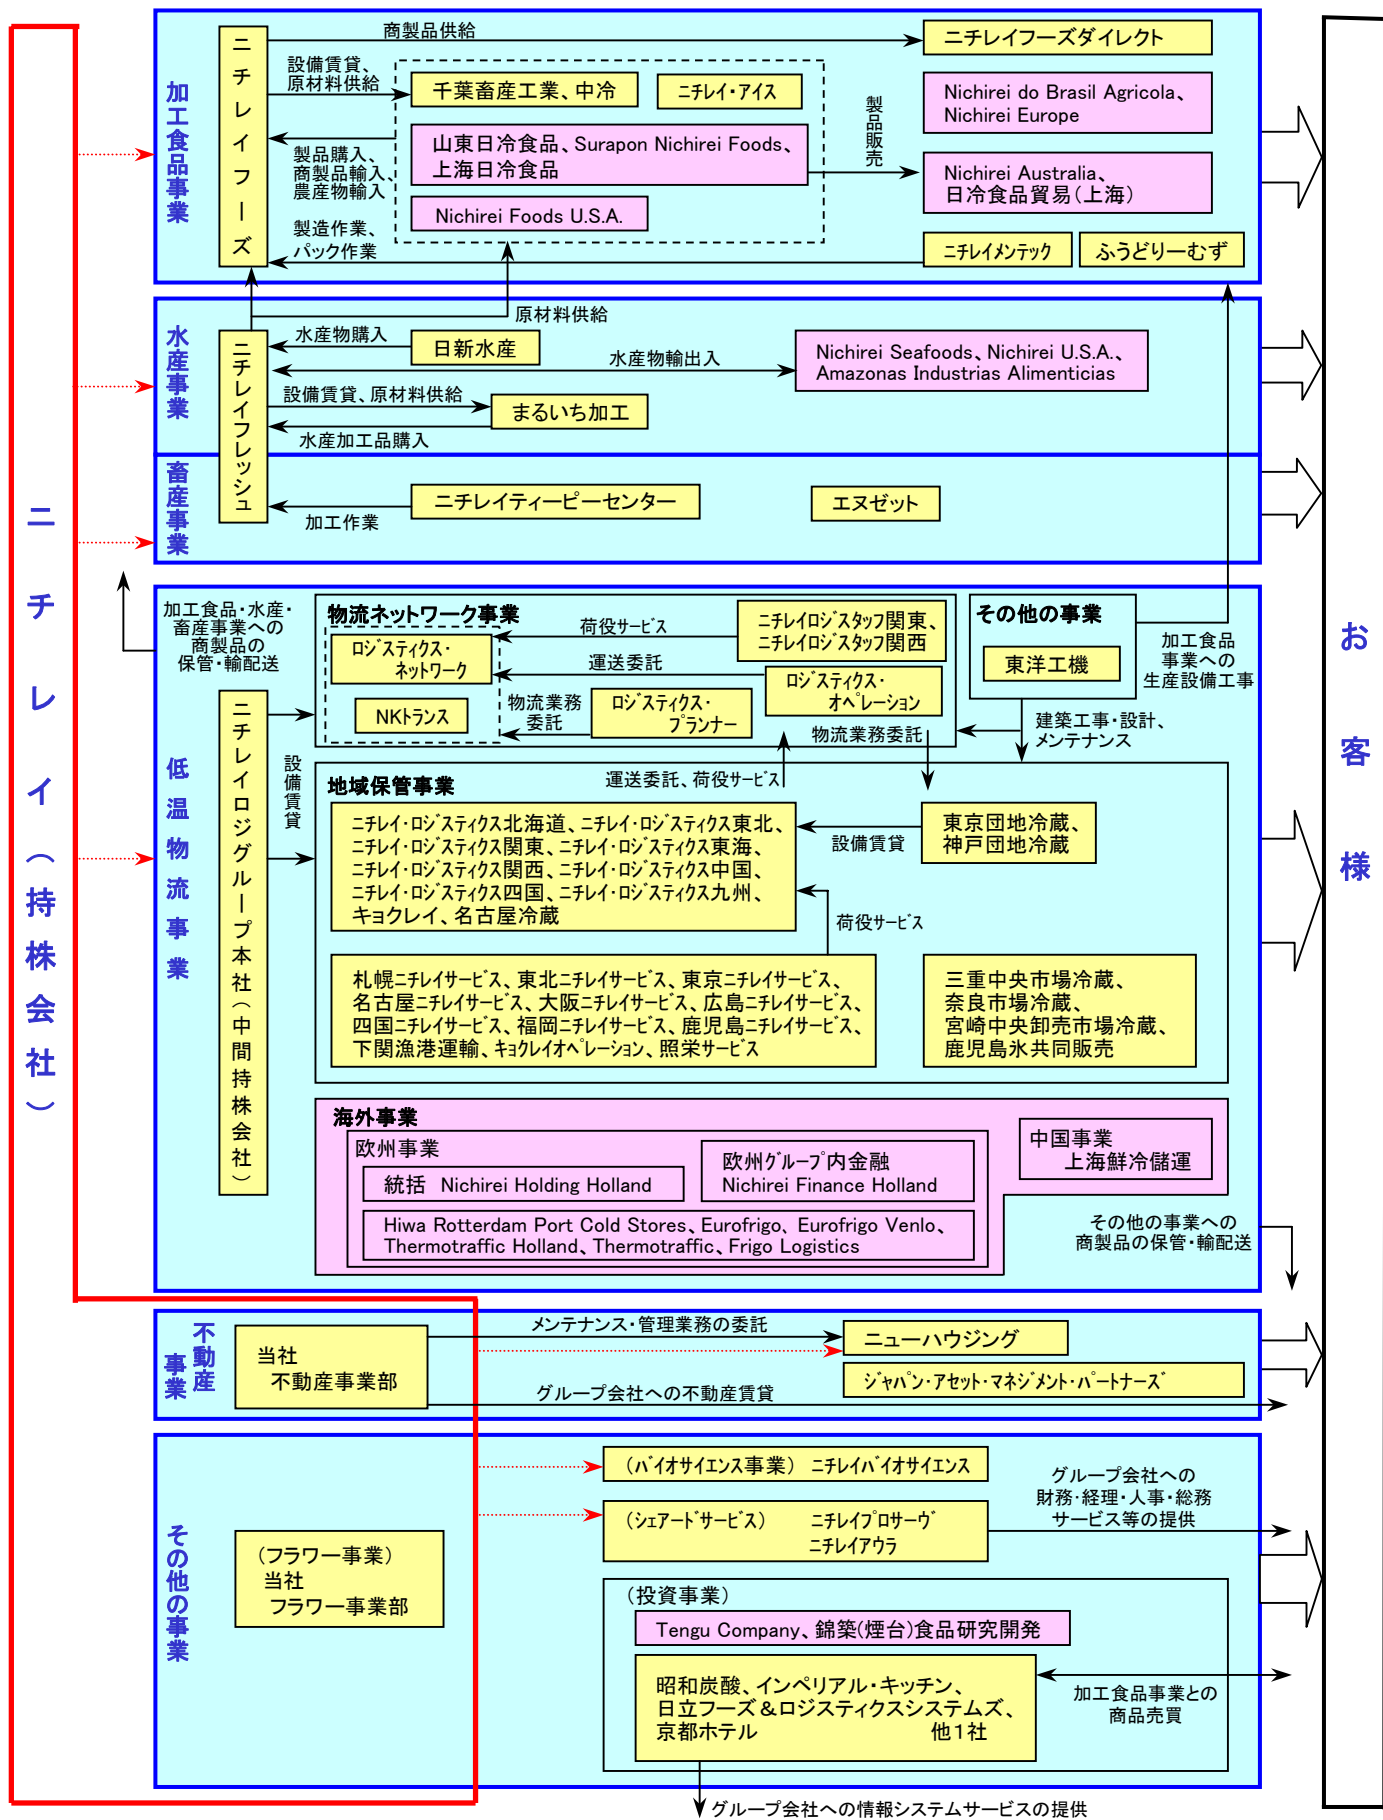 ニチレイ（持株会社）
お客様
加工食品事業
ニチレイフーズ
商製品供給
ニチレイフーズダイレクト
設備賃貸、
原材料供給
千葉畜産工業、中冷
ニチレイ・アイス
製品販売
Nichirei do Brasil Agricola、
Nichirei Europe
山東日冷食品、Surapon Nichirei Foods、
上海日冷食品
製品購入、
商製品輸入、
農産物輸入
Nichirei Australia、
日冷食品貿易（上海）
Nichirei Foods U.S.A.
製造作業、
パック作業
ニチレイメンテック
ふうどりーむず
水産事業
ニチレイフレッシュ
原材料供給
水産物購入
日新水産
水産物輸出入
Nichirei Seafoods、Nichirei U.S.A.、
Amazonas Industrias Alimenticias
設備賃貸、原材料供給
まるいち加工
水産加工品購入
畜産事業
ニチレイティーピーセンター
エヌゼット
加工作業
低温物流事業
加工食品・水産・
畜産事業への
商製品の
保管・輸配送
ニチレイロジグループ本社（中間持株会社）
設備賃貸
物流ネットワーク事業
ロジスティクス・
ネットワーク
NKトランス
荷役サービス
ニチレイロジスタッフ関東、
ニチレイロジスタッフ関西
運送委託
ロジスティクス・
オペレーション
物流業務
委託
ロジスティクス・
プランナー
その他の事業
東洋工機
加工食品
事業への
生産設備工事
建築工事・設計、
メンテナンス
物流業務委託
運送委託、荷役サービス
地域保管事業
ニチレイ・ロジスティクス北海道、ニチレイ・ロジスティクス東北、
ニチレイ・ロジスティクス関東、ニチレイ・ロジスティクス東海、
ニチレイ・ロジスティクス関西、ニチレイ・ロジスティクス中国、
ニチレイ・ロジスティクス四国、ニチレイ・ロジスティクス九州、
キョクレイ、名古屋冷蔵
設備賃貸
東京団地冷蔵、
神戸団地冷蔵
荷役サービス
札幌ニチレイサービス、東北ニチレイサービス、東京ニチレイサービス、
名古屋ニチレイサービス、大阪ニチレイサービス、広島ニチレイサービス、
四国ニチレイサービス、福岡ニチレイサービス、鹿児島ニチレイサービス、
下関漁港運輸、キョクレイオペレーション、照栄サービス
三重中央市場冷蔵、
奈良市場冷蔵、
宮崎中央卸売市場冷蔵、
鹿児島氷共同販売
海外事業
欧州事業
統括　Nichirei Holding Holland
欧州グループ内金融
Nichirei Finance Holland
Hiwa Rotterdam Port Cold Stores、Eurofrigo、Eurofrigo Venlo、
Thermotraffic Holland、Thermotraffic、Frigo Logistics
中国事業
上海鮮冷儲運
その他の事業への
商製品の保管・輸配送
不動産
事業
当社
不動産事業部
メンテナンス・管理業務の委託
ニューハウジング
ジャパン・アセット・マネジメント・パートナーズ
グループ会社への不動産賃貸
その他の事業
（フラワー事業）
当社
フラワー事業部
（バイオサイエンス事業）　ニチレイバイオサイエンス
（シェアードサービス）　ニチレイプロサーヴ
ニチレイアウラ
グループ会社への
財務・経理・人事・総務
サービス等の提供
（投資事業）
Tengu Company、錦築(煙台)食品研究開発
昭和炭酸、インペリアル・キッチン、
日立フーズ＆ロジスティクスシステムズ、
京都ホテル　他１社
加工食品事業との
商品売買
グループ会社への情報システムサービスの提供